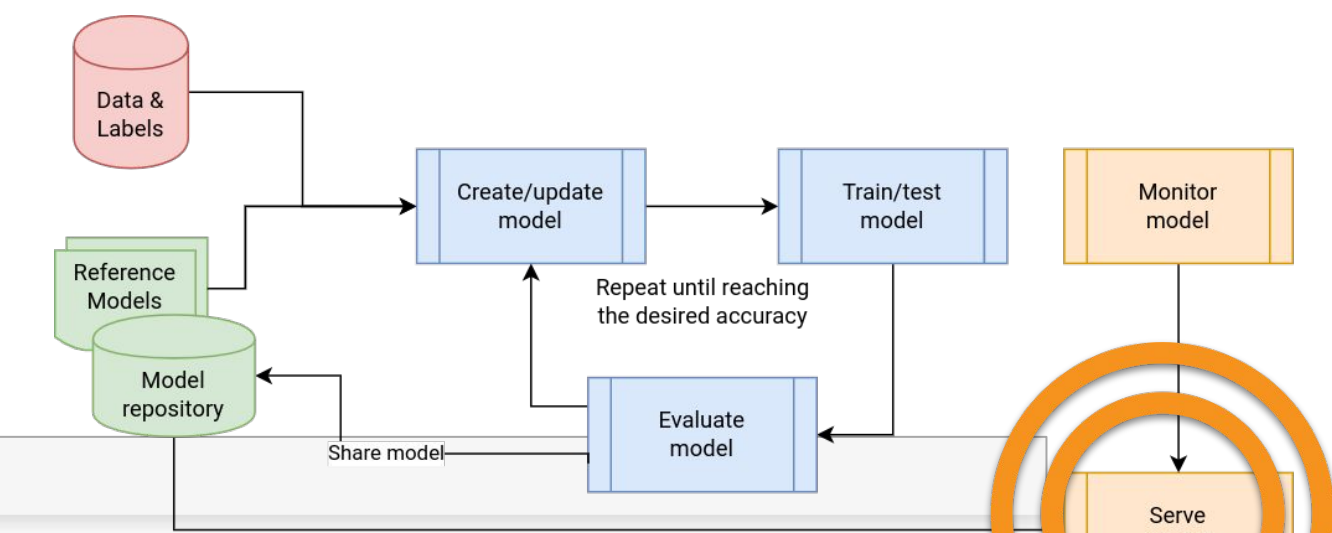 Data &
Labels
Create/update
model
Train/test
model
Monitor
model
Reference
Models
Repeat until reaching
the desired accuracy
Model
repository
Evaluate
model
Share model
Serve